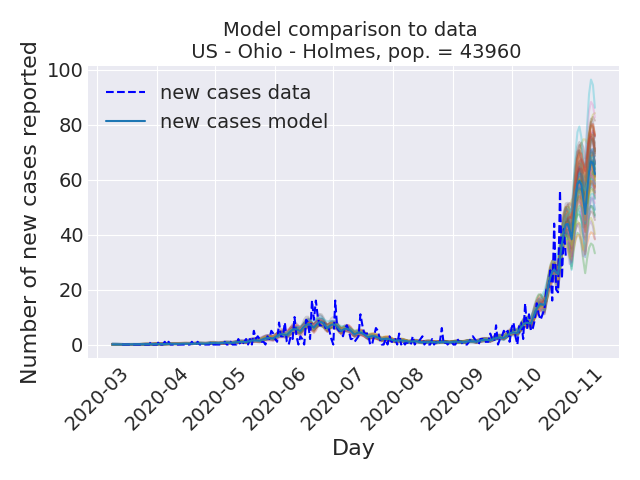 Model comparison to data
US - Ohio - Holmes, pop. = 43960
Number of new cases reported
100
80
60
40
20
0
new cases data
new cases model
2020-03
2020-04
2020-05
2020-06
2020-07
2020-08
2020-09
2020-10
2020-11
Day